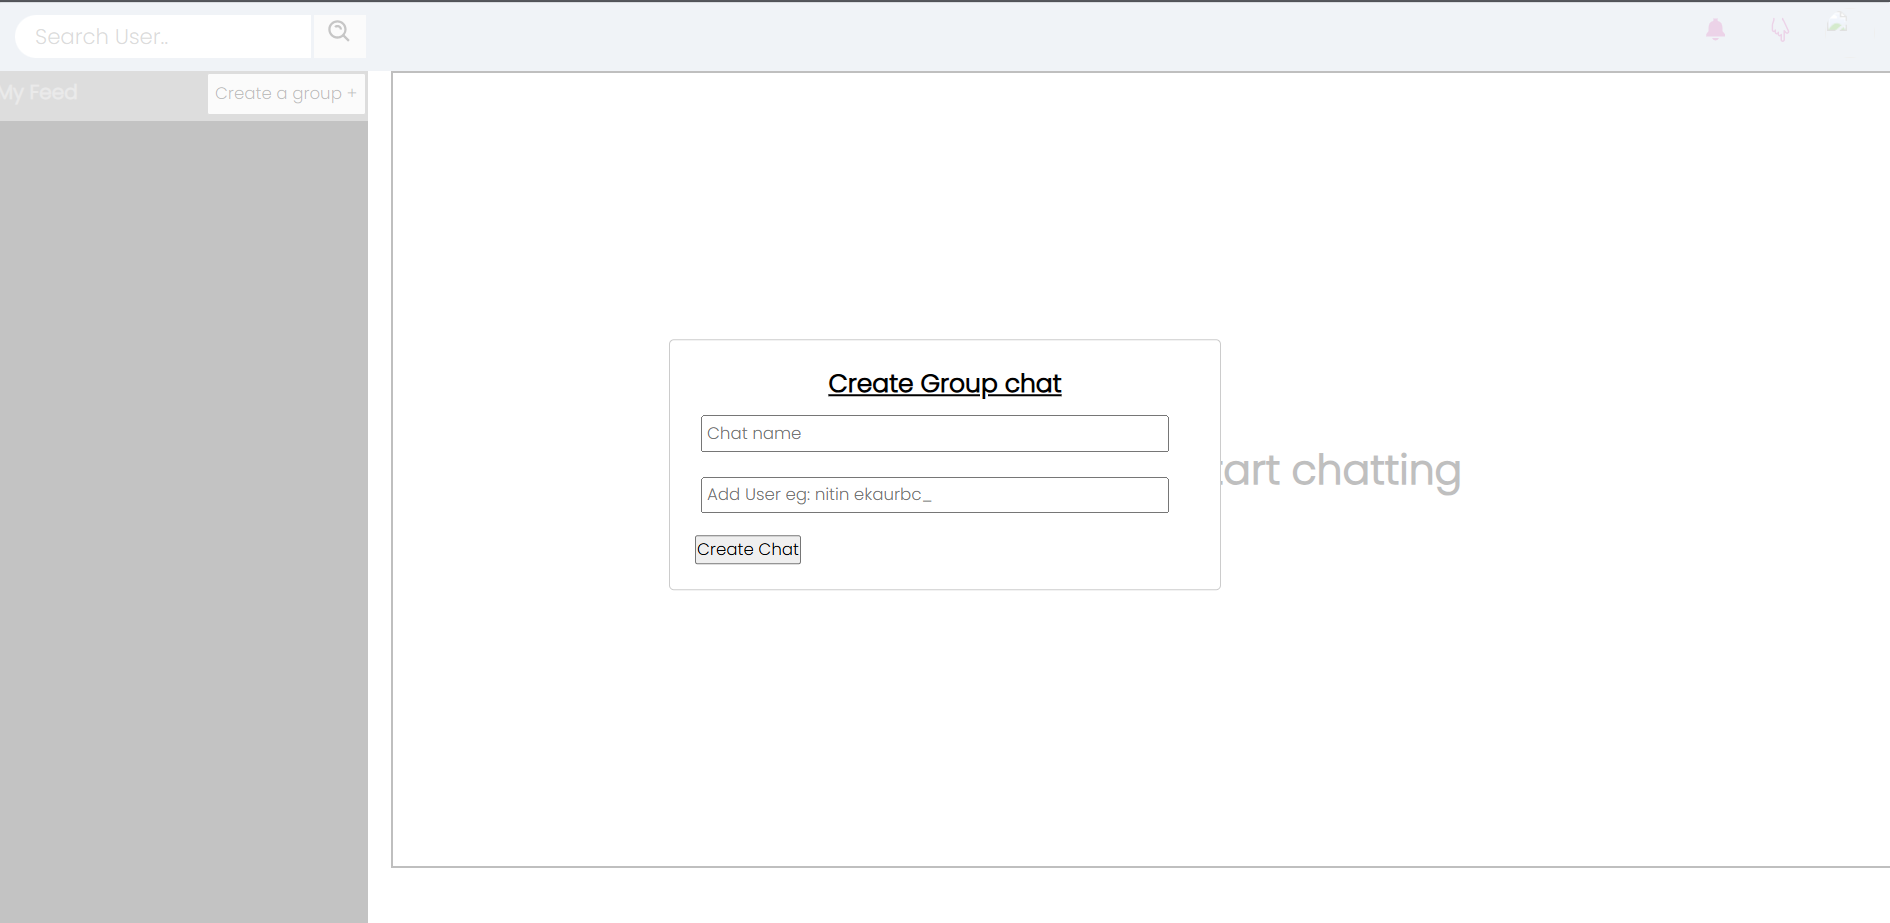 Search User..
My Feed
Create a group +
Create Group chat
Chat name
tart chatting
Add User eg: nitin ekaurbc_
Create Chat